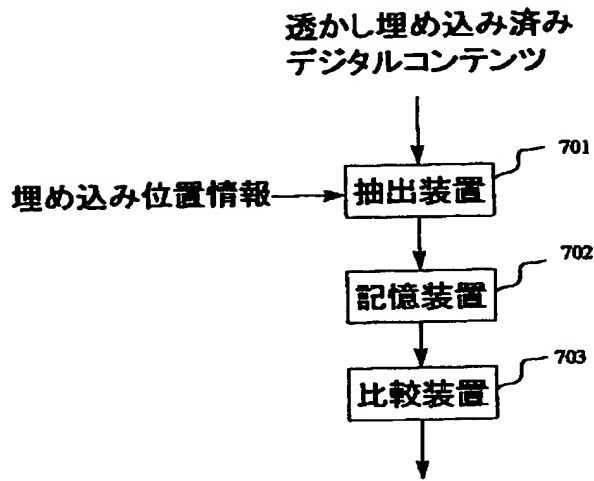 透かし埋め込み済み
デジタルコンテンツ
701
埋め込み位置情報
抽出装置
702
記憶装置
703
比較装置